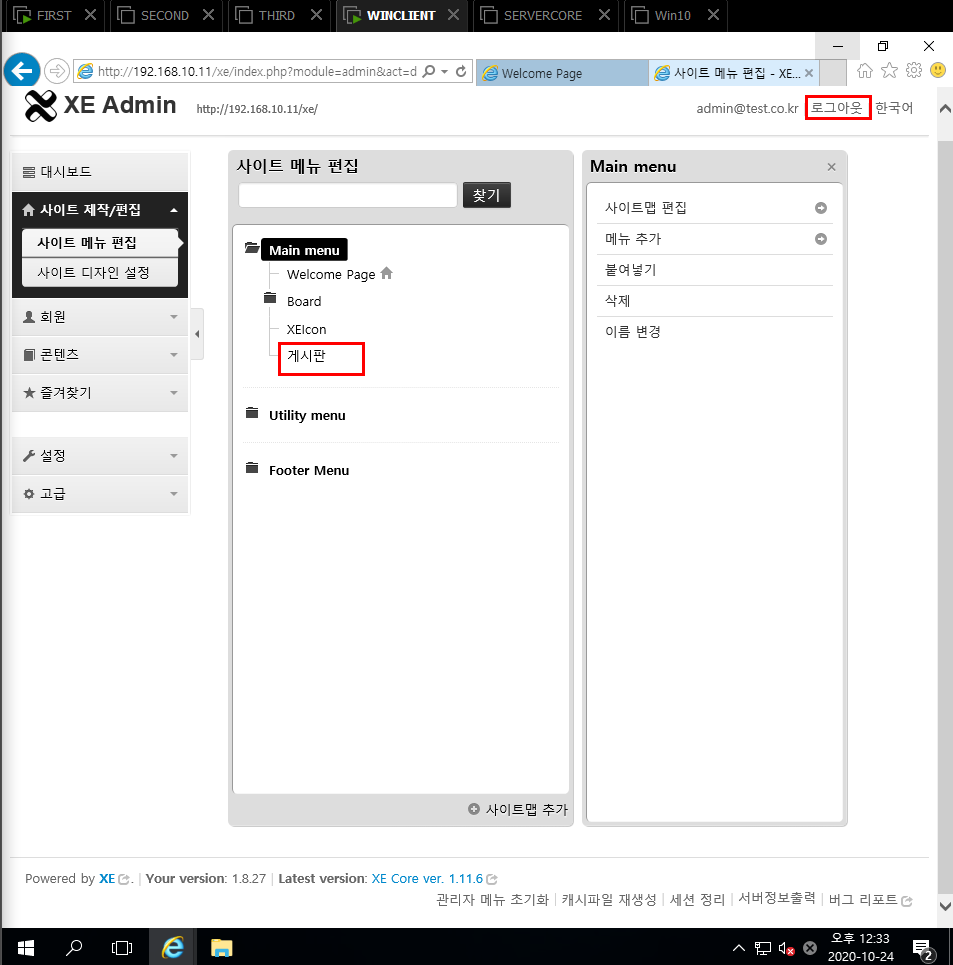 FIRST SECOND THIRD WINCLIENT SERVERCORE Win10
http://192.168.10.11/xe/index.php?module=admin&act=d Welcome Page 사이트 메뉴 편집 - XE...
XE Admin http://192.168.10.11/xe/ admin@test.co.kr 로그아웃 한국어
대시보드
사이트 제작/편집
사이트 메뉴 편집
사이트 디자인 설정
회원
콘텐츠
즐겨찾기
설정
고급
사이트 메뉴 편집
찾기
Main menu
Welcome Page
Board
XEIcon
게시판
Utility menu
Footer Menu
사이트맵 추가
Main menu
사이트맵 편집
메뉴 추가
붙여넣기
삭제
이름 변경
Powered by XE. | Your version: 1.8.27 | Latest version: XE Core ver. 1.11.6
관리자 메뉴 초기화 | 캐시파일 재생성 | 세션 정리 | 서버정보출력 | 버그 리포트
오후 12:33
2020-10-24
2